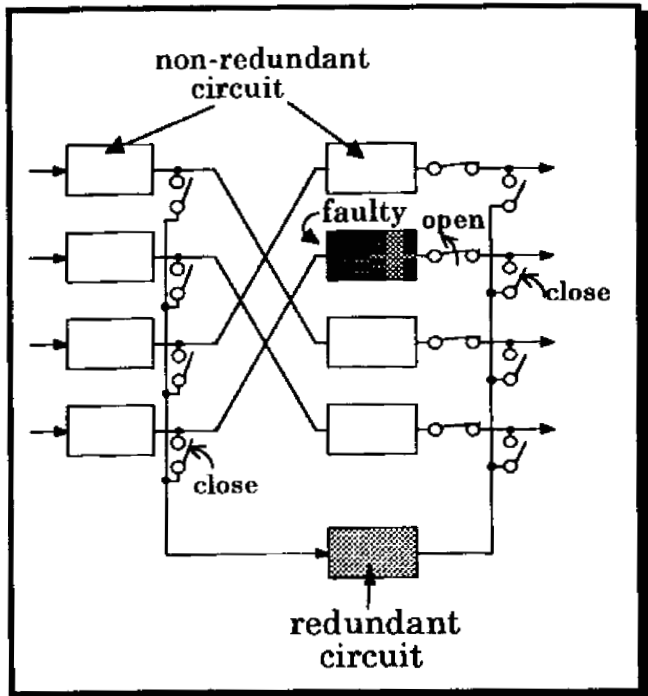 non-redundant
circuit
faulty
open
close
close
redundant
circuit